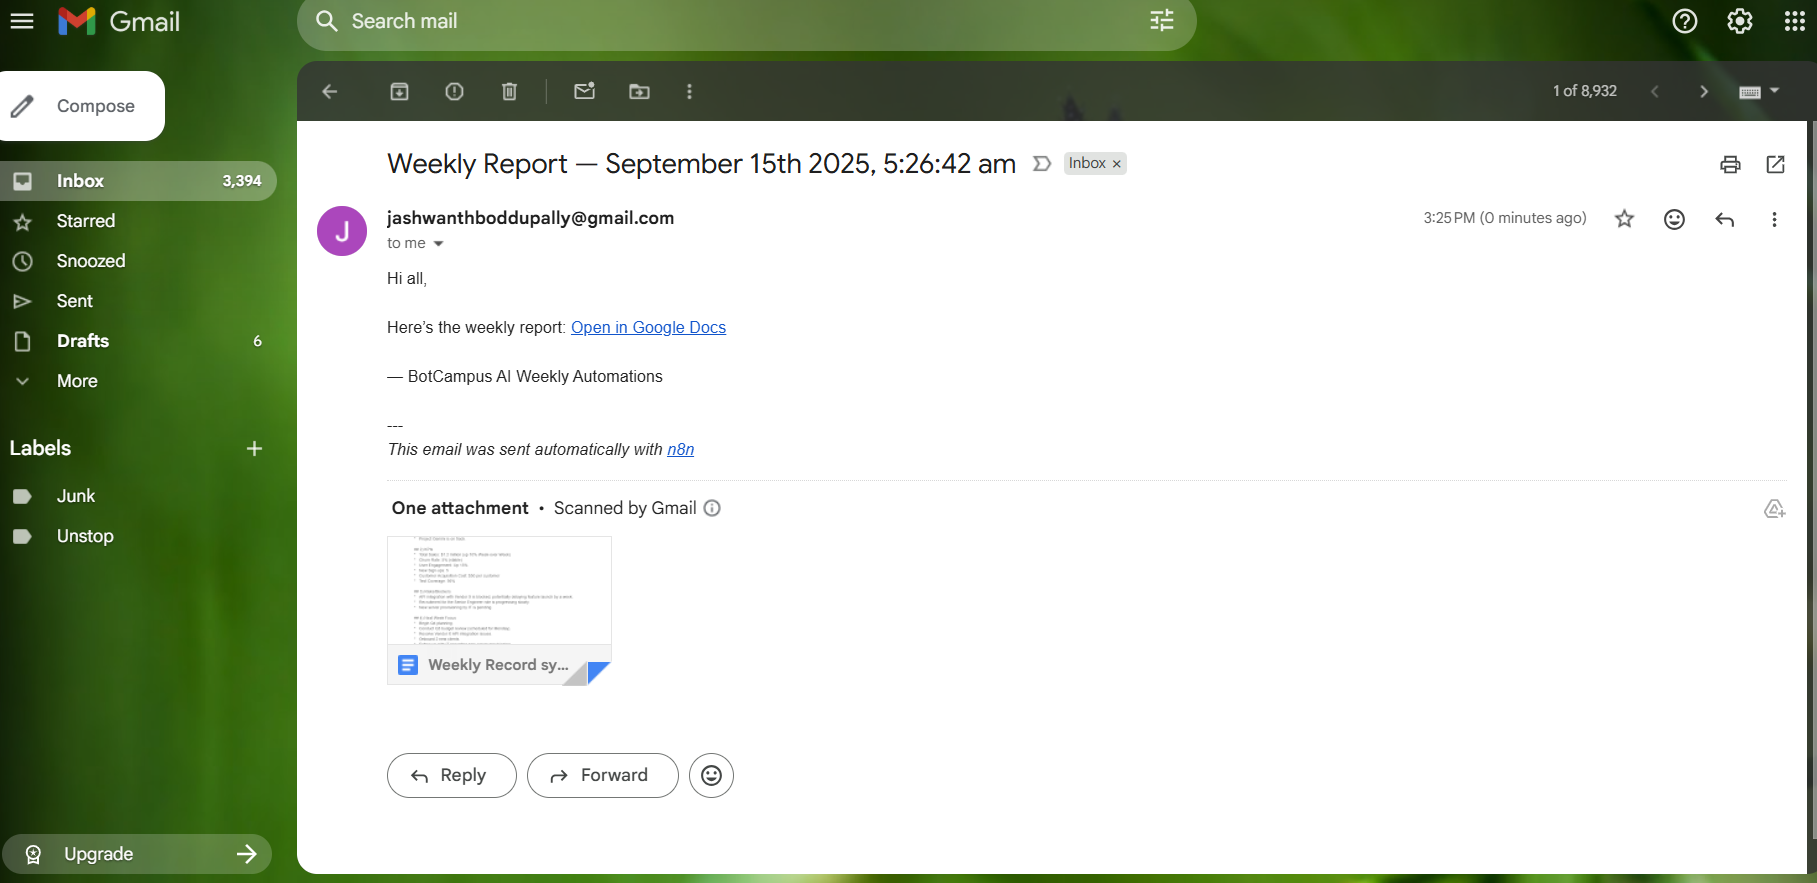 Gmail
Search mail
Compose
1 of 8,932
Inbox 3,394
Starred
Snoozed
Sent
Drafts 6
More
Labels
Junk
Unstop
Upgrade
Weekly Report — September 15th 2025, 5:26:42 am Inbox ×
J
jashwanthboddupally@gmail.com
3:25 PM (0 minutes ago)
to me
Hi all,
Here’s the weekly report: Open in Google Docs
— BotCampus AI Weekly Automations
---
This email was sent automatically with n8n
One attachment • Scanned by Gmail
Weekly Record sy...
Reply
Forward